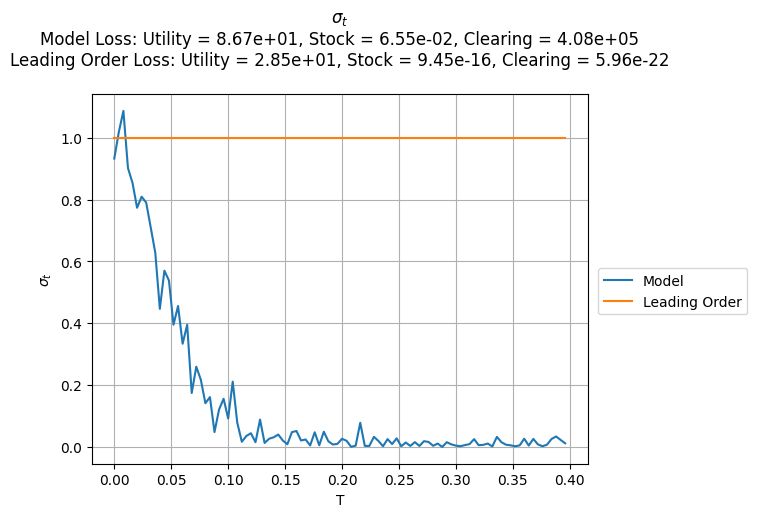 σt
Model Loss: Utility = 8.67e+01, Stock = 6.55e-02, Clearing = 4.08e+05
Leading Order Loss: Utility = 2.85e+01, Stock = 9.45e-16, Clearing = 5.96e-22
1.0
0.8
0.6
0.4
0.2
0.0
σt
0.00 0.05 0.10 0.15 0.20 0.25 0.30 0.35 0.40
T
Model
Leading Order